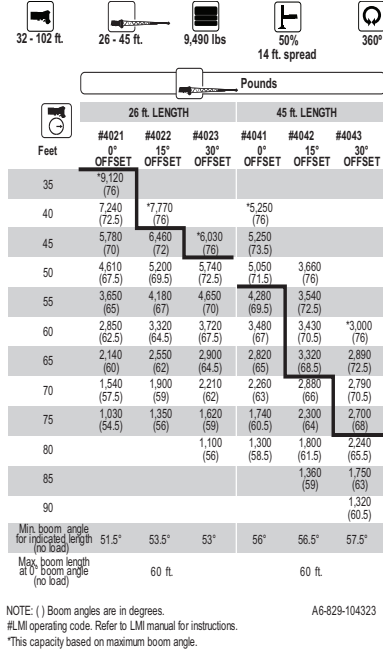 32 - 102 ft. 26 - 45 ft. 9,490 lbs 50% 360º
14 ft. spread
Pounds
26 ft. LENGTH 45 ft. LENGTH
#4021 #4022 #4023 #4041 #4042 #4043
Feet 0° 15° 30° 0° 15° 30°
OFFSET OFFSET OFFSET OFFSET OFFSET OFFSET
35 *9,120
(76)
40 7,240 *7,770 *5,250
(72.5) (76) (76)
45 5,780 6,460 *6,030 5,250
(70) (72) (76) (73.5)
50 4,610 5,200 5,740 5,050 3,660
(67.5) (69.5) (72.5) (71.5) (76)
55 3,650 4,180 4,650 4,280 3,540
(65) (67) (70) (69.5) (72.5)
60 2,850 3,320 3,720 3,480 3,430 *3,000
(62.5) (64.5) (67.5) (67) (70.5) (76)
65 2,140 2,550 2,900 2,820 3,320 2,890
(60) (62) (64.5) (65) (68.5) (72.5)
70 1,540 1,900 2,210 2,260 2,880 2,790
(57.5) (59) (62) (63) (66) (70.5)
75 1,030 1,350 1,620 1,740 2,300 2,700
(54.5) (56) (59) (60.5) (64) (68)
80 1,100 1,300 1,800 2,240
(56) (58.5) (61.5) (65.5)
85 1,360 1,750
(59) (63)
90 1,320
(60.5)
Min. boom angle
for indicated length 51.5° 53.5° 53° 56° 56.5° 57.5°
(no load)
Max. boom length
at 0° boom angle 60 ft. 60 ft.
(no load)
NOTE: ( ) Boom angles are in degrees. A6-829-104323
#LMI operating code. Refer to LMI manual for instructions.
*This capacity based on maximum boom angle.